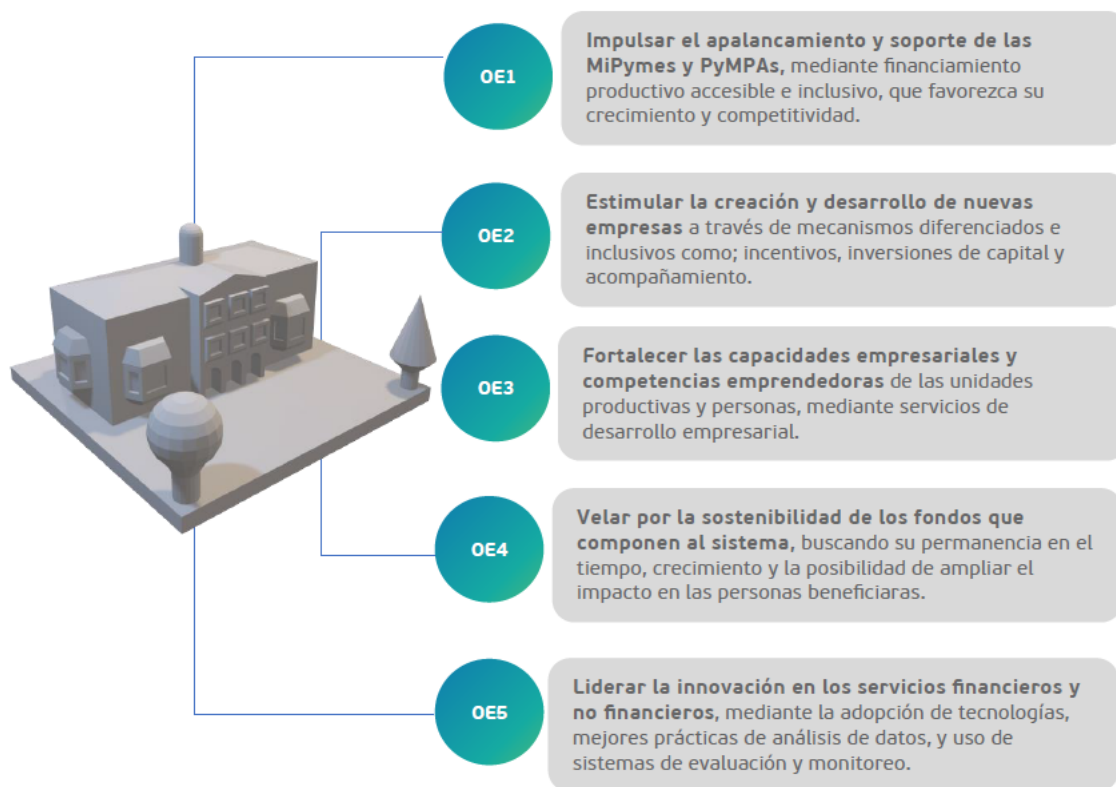 OE1
Impulsar el apalancamiento y soporte de las
MiPymes y PyMPAs, mediante financiamiento
productivo accesible e inclusivo, que favorezca su
crecimiento y competitividad.
OE2
Estimular la creación y desarrollo de nuevas
empresas a través de mecanismos diferenciados e
inclusivos como; incentivos, inversiones de capital y
acompañamiento.
OE3
Fortalecer las capacidades empresariales y
competencias emprendedoras de las unidades
productivas y personas, mediante servicios de
desarrollo empresarial.
OE4
Velar por la sostenibilidad de los fondos que
componen al sistema, buscando su permanencia en el
tiempo, crecimiento y la posibilidad de ampliar el
impacto en las personas beneficiaras.
OE5
Liderar la innovación en los servicios financieros y
no financieros, mediante la adopción de tecnologías,
mejores prácticas de análisis de datos, y uso de
sistemas de evaluación y monitoreo.